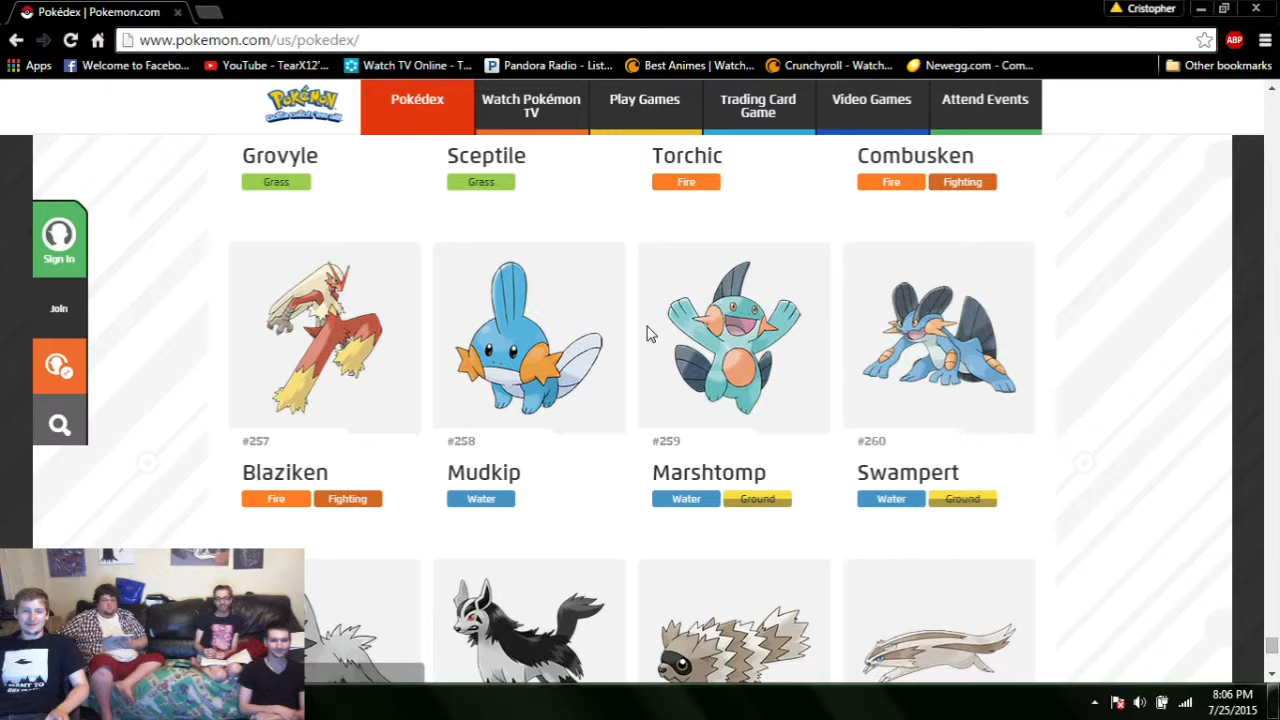 Pokédex | Pokemon.com
Cristopher
www.pokemon.com/us/pokedex/
ABP
Apps Welcome to Facebo... YouTube - TearX12'... Watch TV Online - T... Pandora Radio - List... Best Animes | Watch... Crunchyroll - Watch... Newegg.com - Com... Other bookmarks
POKéMON
Pokédex Watch Pokémon TV Play Games Trading Card Game Video Games Attend Events
Grovyle Sceptile Torchic Combusken
Grass Grass Fire Fire Fighting
Sign In
Join
#257 #258 #259 #260
Blaziken Mudkip Marshtomp Swampert
Fire Fighting Water Water Ground Water Ground
8:06 PM
7/25/2015